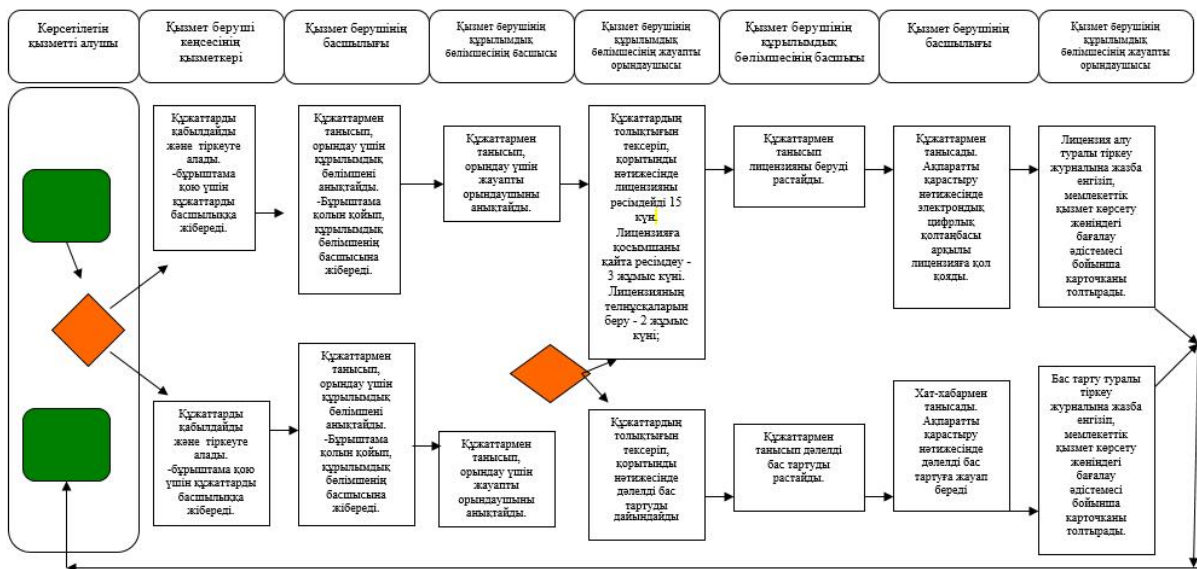 Көрсетілетін
қызметті алушы
Қызмет беруші
кеңсесінің
қызметкері
Қызмет берушінің
басшылығы
Қызмет берушінің
құрылымдық
бөлімшесінің басшысы
Қызмет берушінің
құрылымдық
бөлімшесінің жауапты
орындаушысы
Қызмет берушінің
құрылымдық
бөлімшесінің басшысы
Қызмет берушінің
басшылығы
Қызмет берушінің
құрылымдық
бөлімшесінің жауапты
орындаушысы
Құжаттарды
қабылдайды
және тіркеуге
алады.
-бұрыштама
қою үшін
құжаттарды
басшылыққа
жібереді.
Құжаттармен
танысып,
орындау үшін
құрылымдық
бөлімшені
анықтайды.
-Бұрыштама
қолын қойып,
құрылымдық
бөлімшенің
басшысына
жібереді.
Құжаттармен
танысып,
орындау үшін
жауапты
орындаушыны
анықтайды.
Құжаттардың
толықтығын
тексеріп,
қорытынды
нәтижесінде
лицензияны
рәсімдейді 15
күн.
Лицензияға
қосымшаны
қайта ресімдеу -
3 жұмыс күні.
Лицензияның
телнұсқаларын
беру - 2 жұмыс
күні;
Құжаттармен
танысып
лицензияны беруді
растайды.
Құжаттармен
танысады.
Ақпаратты
қарастыру
нәтижесінде
электрондық
цифрлық
қолтаңбасы
арқылы
лицензияға қол
қояды.
Лицензия алу
туралы тіркеу
журналына жазба
енгізіп,
мемлекеттік
қызмет көрсету
жөніндегі
бағалау
әдістемесі
бойынша
карточканы
толтырады.
Құжаттарды
қабылдайды
және тіркеуге
алады.
-бұрыштама қою
үшін құжаттарды
басшылыққа
жібереді.
Құжаттармен
танысып,
орындау үшін
құрылымдық
бөлімшені
анықтайды.
-Бұрыштама
қолын қойып,
құрылымдық
бөлімшенің
басшысына
жібереді.
Құжаттармен
танысып,
орындау үшін
жауапты
орындаушыны
анықтайды.
Құжаттардың
толықтығын
тексеріп,
қорытынды
нәтижесінде
дәлелді бас
тартуды
дайындайды
Құжаттармен
танысып дәлелді
бас тартуды
растайды.
Хат-хабармен
танысады.
Ақпаратты
қарастыру
нәтижесінде
дәлелді бас
тартуға жауап
береді
Бас тарту туралы
тіркеу
журналына жазба
енгізіп,
мемлекеттік
қызмет көрсету
жөніндегі
бағалау
әдістемесі
бойынша
карточканы
толтырады.